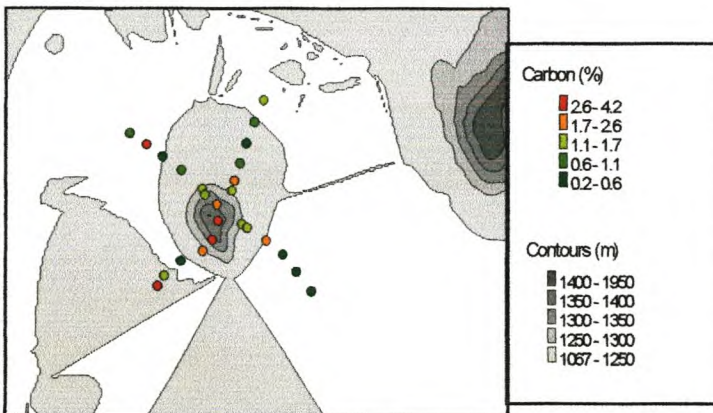 Carbon (%)
2.6- 4.2
1.7 - 2.6
1.1 - 1.7
0.6 - 1.1
0.2 - 0.6
Contours (m)
1400 - 1950
1350 - 1400
1300 - 1350
1250 - 1300
1067 - 1250